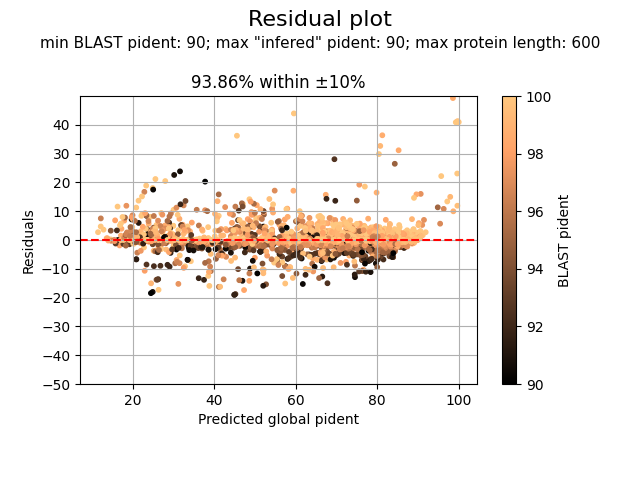 Residual plot
min BLAST pident: 90; max "infered" pident: 90; max protein length: 600
93.86% within ±10%
40
30
20
10
0
−10
−20
−30
−40
−50
Residuals
20 40 60 80 100
Predicted global pident
100
98
96
94
92
90
BLAST pident